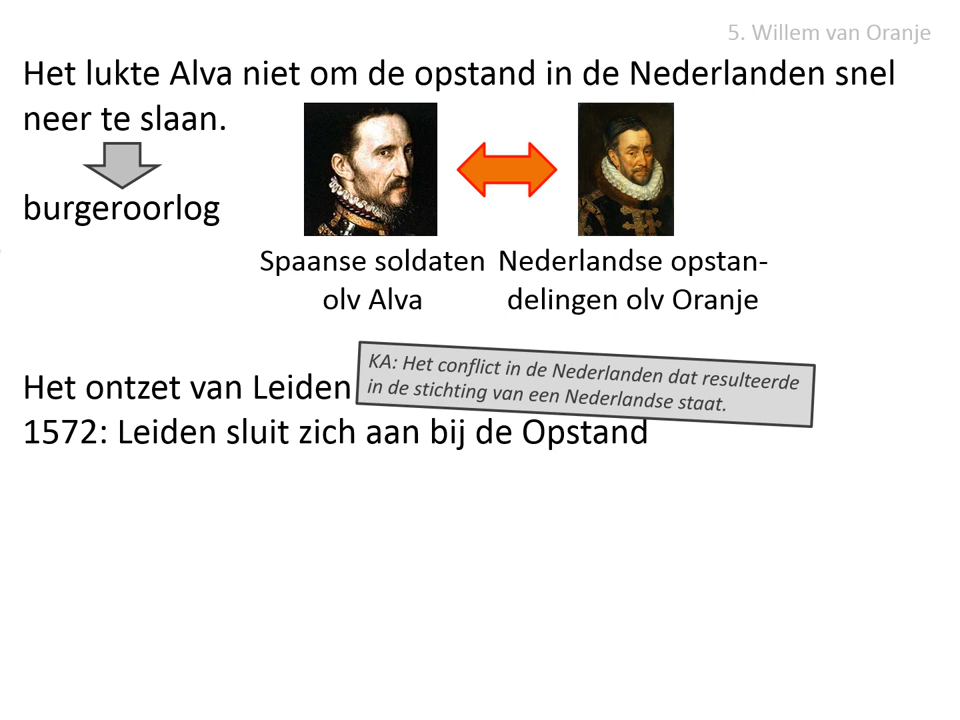 5. Willem van Oranje
Het lukte Alva niet om de opstand in de Nederlanden snel
neer te slaan.
burgeroorlog
Spaanse soldaten
olv Alva
Nederlandse opstan-
delingen olv Oranje
KA: Het conflict in de Nederlanden dat resulteerde
in de stichting van een Nederlandse staat.
Het ontzet van Leiden
1572: Leiden sluit zich aan bij de Opstand